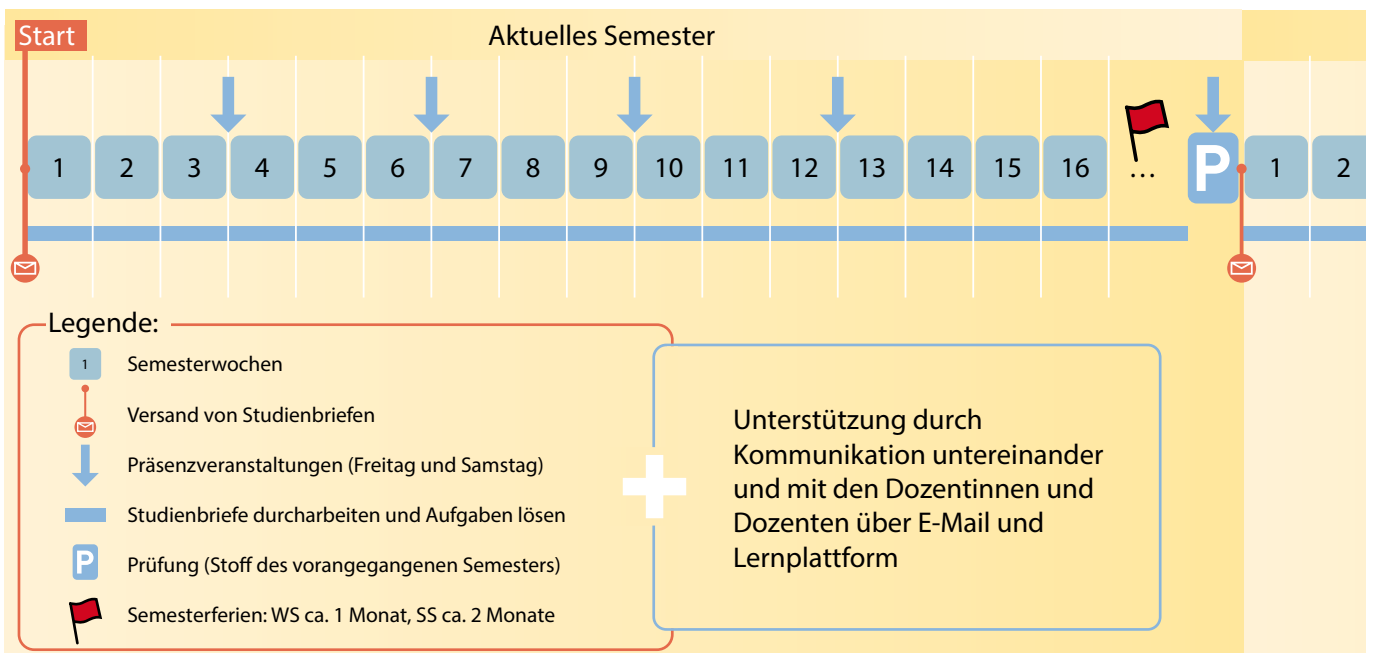 Start
Aktuelles Semester
1 2 3 4 5 6 7 8 9 10 11 12 13 14 15 16 … P 1 2
Legende:
1 Semesterwochen
Versand von Studienbriefen
Präsenzveranstaltungen (Freitag und Samstag)
Studienbriefe durcharbeiten und Aufgaben lösen
P Prüfung (Stoff des vorangegangenen Semesters)
Semesterferien: WS ca. 1 Monat, SS ca. 2 Monate
Unterstützung durch
Kommunikation untereinander
und mit den Dozentinnen und
Dozenten über E-Mail und
Lernplattform